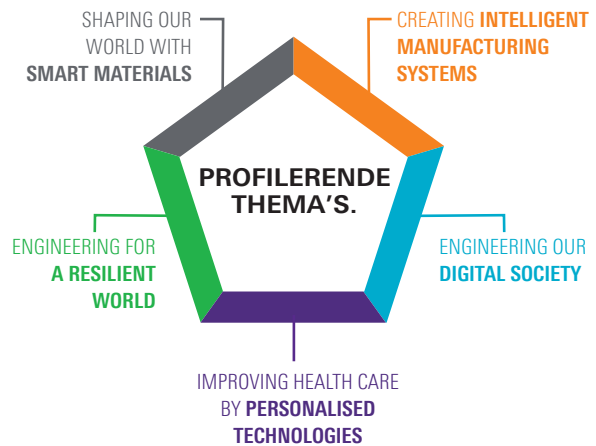 SHAPING OUR
WORLD WITH
SMART MATERIALS
CREATING INTELLIGENT
MANUFACTURING
SYSTEMS
PROFILERENDE
THEMA'S.
ENGINEERING FOR
A RESILIENT
WORLD
ENGINEERING OUR
DIGITAL SOCIETY
IMPROVING HEALTH CARE
BY PERSONALISED
TECHNOLOGIES